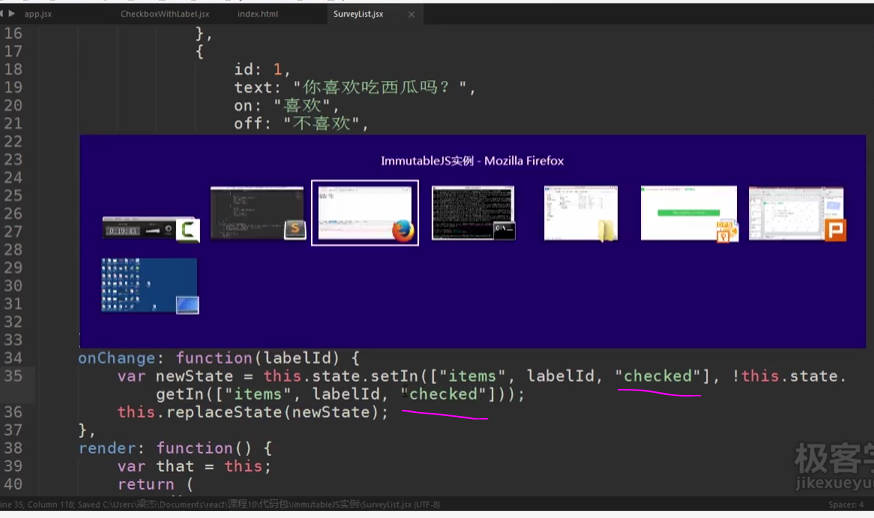 app.jsx
CheckboxWithLabel.jsx
index.html
SurveyList.jsx
16 },
17 {
18 id: 1,
19 text: "你喜欢吃西瓜吗？",
20 on: "喜欢",
21 off: "不喜欢",
22
23
24
25
26
27
28
29
30
31
32
33
ImmutableJS实例 - Mozilla Firefox
34 onChange: function(labelId) {
35 var newState = this.state.setIn(["items", labelId, "checked"], !this.state.
getIn(["items", labelId, "checked"]));
36 this.replaceState(newState);
37 },
38 render: function() {
39 var that = this;
40 return (
极客学
jikexueyuan
Line 35, Column 118; Saved C:\Users\梁杰\Documents\react\课程10\代码包\ImmutableJS实例\SurveyList.jsx (UTF-8)
Spaces: 4